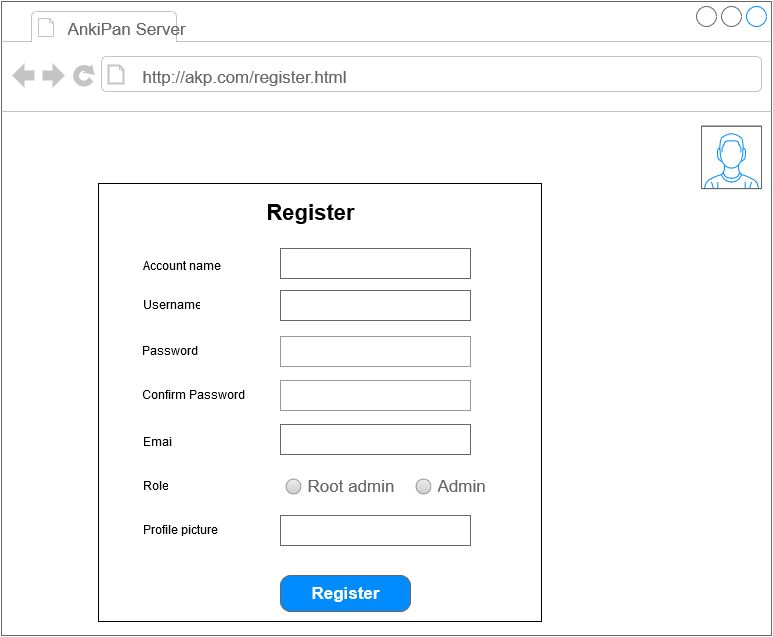 AnkiPan Server
http://akp.com/register.html
Register
Account name
Username
Password
Confirm Password
Emai
Role
Root admin
Admin
Profile picture
Register